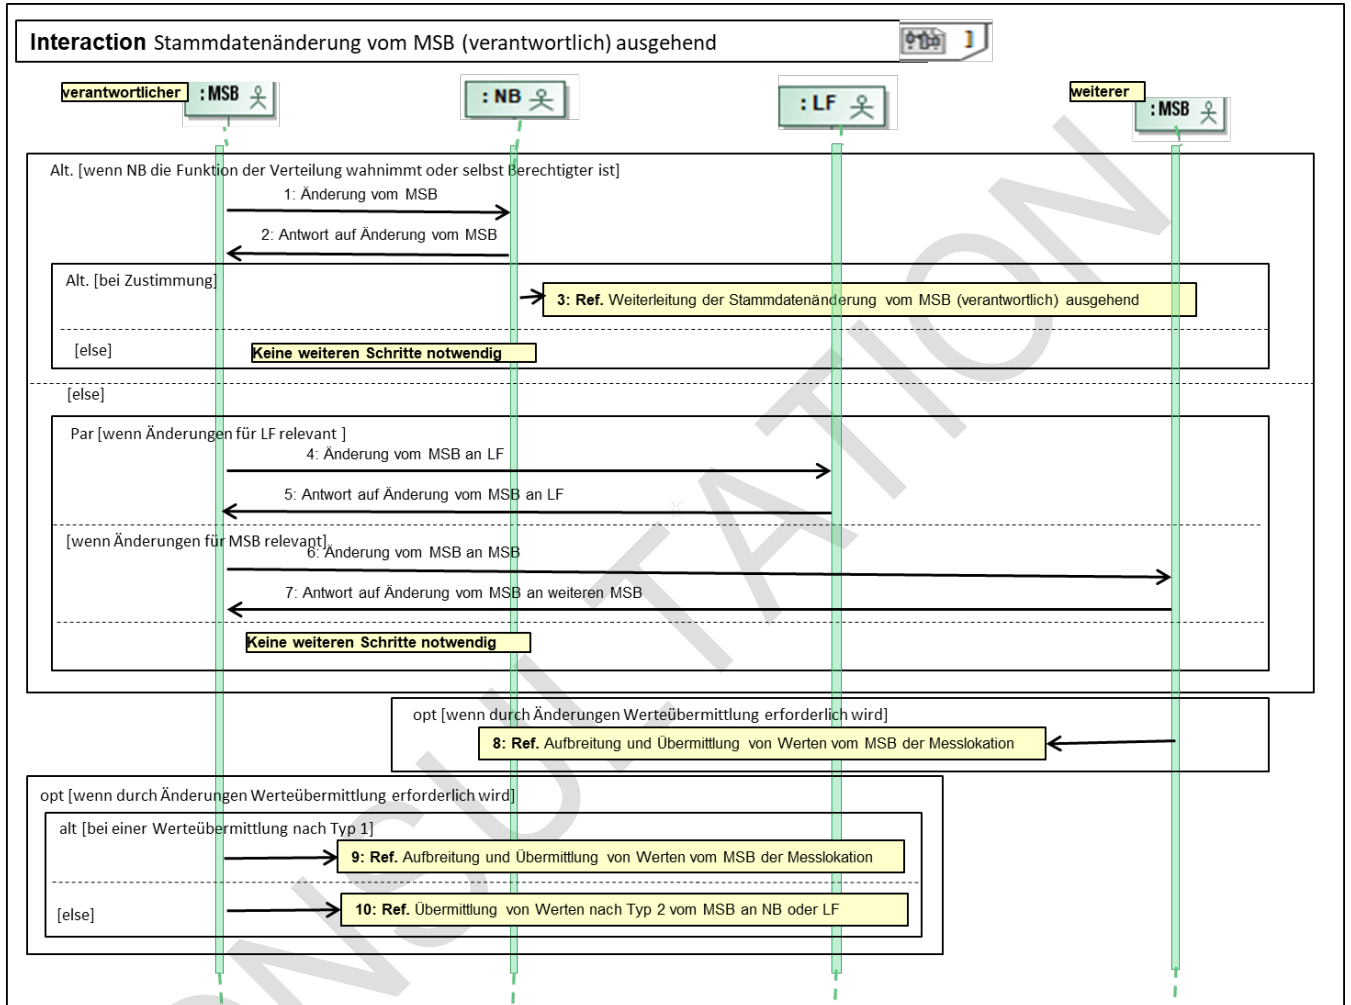 Interaction Stammdatenänderung vom MSB (verantwortlich) ausgehend
verantwortlicher
: MSB
: NB
: LF
weiterer
: MSB
Alt. [wenn NB die Funktion der Verteilung wahnimmt oder selbst Berechtigter ist]
1: Änderung vom MSB
2: Antwort auf Änderung vom MSB
Alt. [bei Zustimmung]
3: Ref. Weiterleitung der Stammdatenänderung vom MSB (verantwortlich) ausgehend
[else]
Keine weiteren Schritte notwendig
[else]
Par [wenn Änderungen für LF relevant ]
4: Änderung vom MSB an LF
5: Antwort auf Änderung vom MSB an LF
[wenn Änderungen für MSB relevant]
6: Änderung vom MSB an MSB
7: Antwort auf Änderung vom MSB an weiteren MSB
Keine weiteren Schritte notwendig
opt [wenn durch Änderungen Werteübermittlung erforderlich wird]
8: Ref. Aufbreitung und Übermittlung von Werten vom MSB der Messlokation
opt [wenn durch Änderungen Werteübermittlung erforderlich wird]
alt [bei einer Werteübermittlung nach Typ 1]
9: Ref. Aufbreitung und Übermittlung von Werten vom MSB der Messlokation
[else]
10: Ref. Übermittlung von Werten nach Typ 2 vom MSB an NB oder LF
ONSULTATION